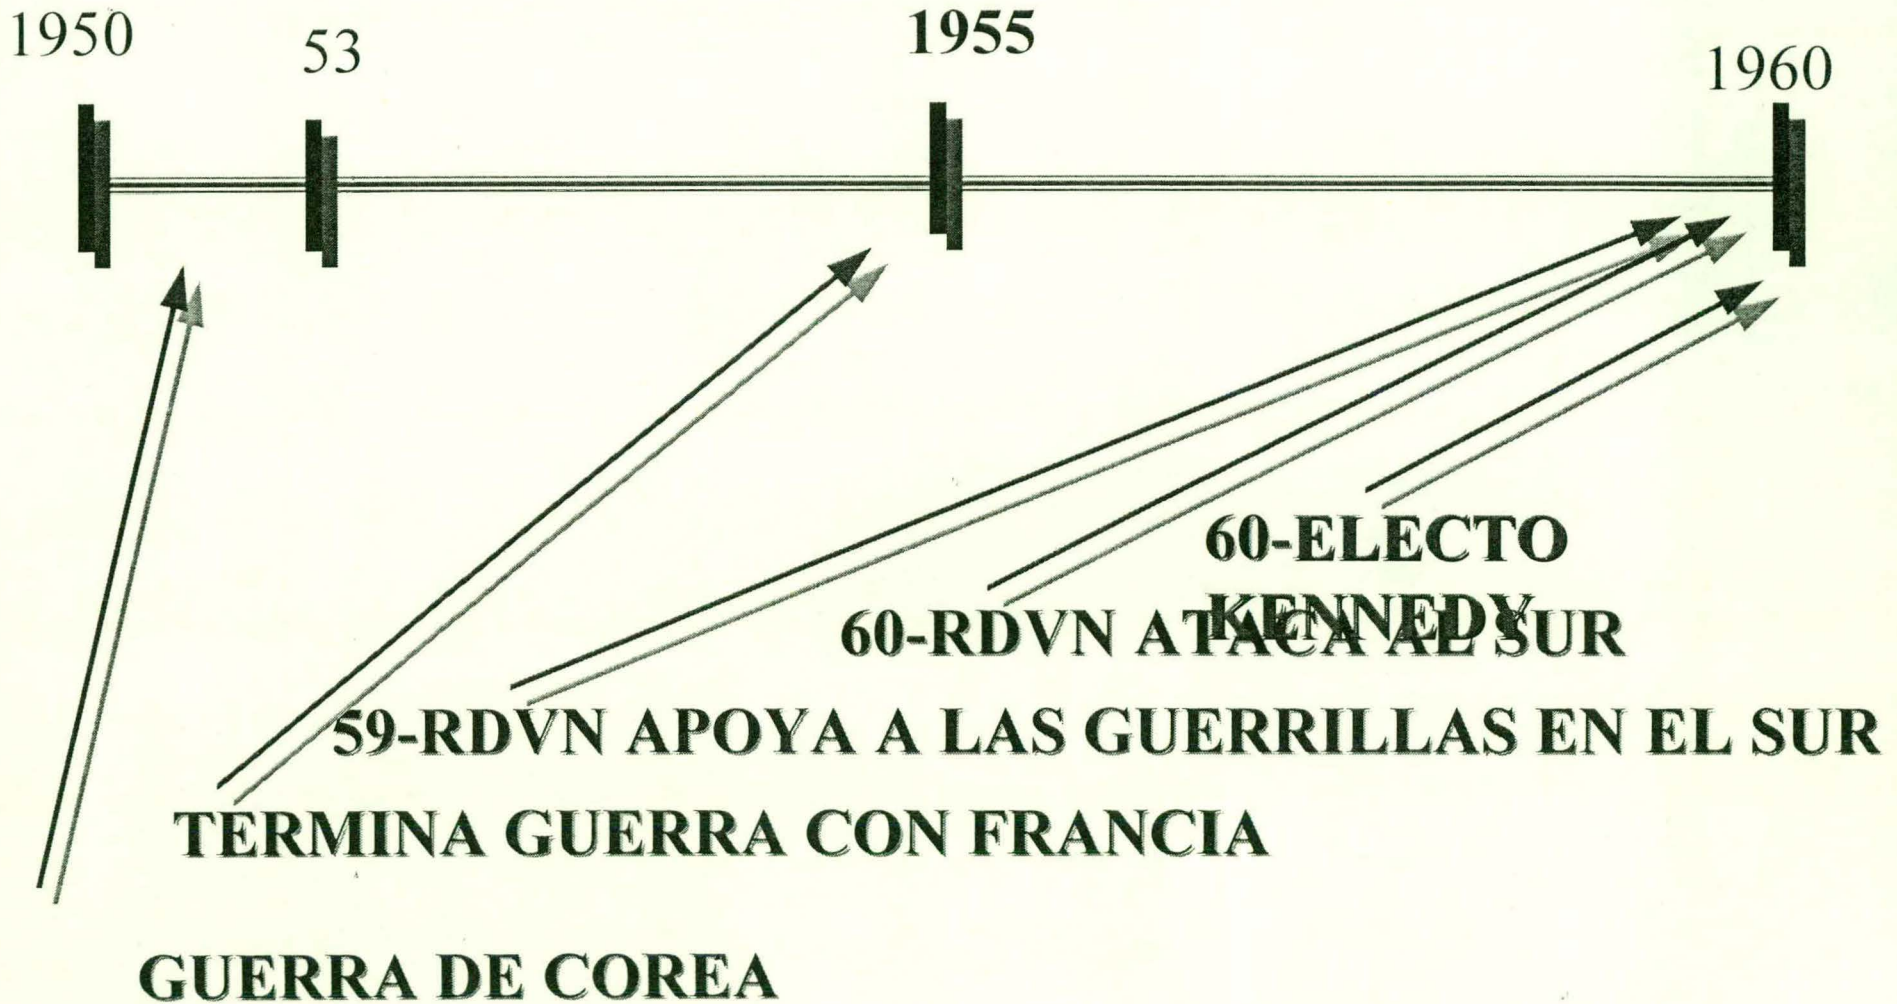 1950
53
1955
1960
60-ELECTO
KENNEDY
60-RDVN ATACA AL SUR
59-RDVN APOYA A LAS GUERRILLAS EN EL SUR
TERMINA GUERRA CON FRANCIA
GUERRA DE COREA